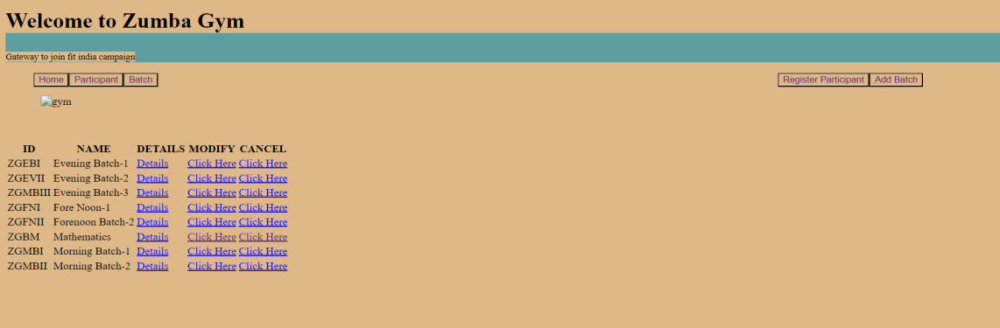 Welcome to Zumba Gym
Gateway to join fit india campaign
Home Participant Batch Register Participant Add Batch
gym
ID NAME DETAILS MODIFY CANCEL
ZGEBI Evening Batch-1 Details Click Here Click Here
ZGEVII Evening Batch-2 Details Click Here Click Here
ZGMBIII Evening Batch-3 Details Click Here Click Here
ZGFNI Fore Noon-1 Details Click Here Click Here
ZGFNII Forenoon Batch-2 Details Click Here Click Here
ZGBM Mathematics Details Click Here Click Here
ZGMBI Morning Batch-1 Details Click Here Click Here
ZGMBII Morning Batch-2 Details Click Here Click Here